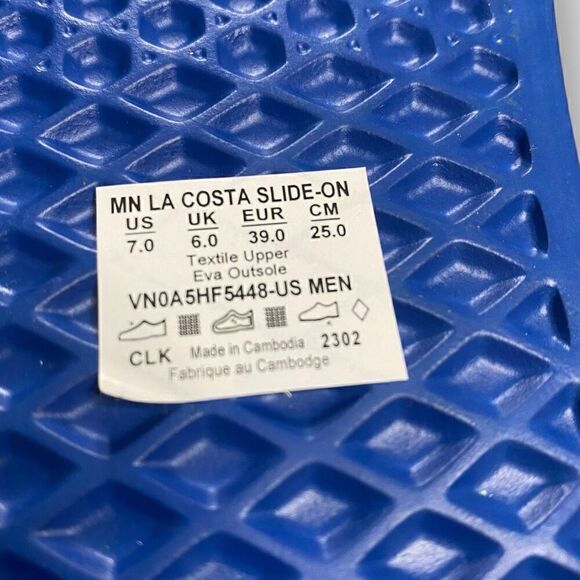 MN LA COSTA SLIDE-ON
US UK EUR CM
7.0 6.0 39.0 25.0
Textile Upper
Eva Outsole
VN0A5HF5448-US MEN
CLK Made in Cambodia 2302
Fabrique au Cambodge